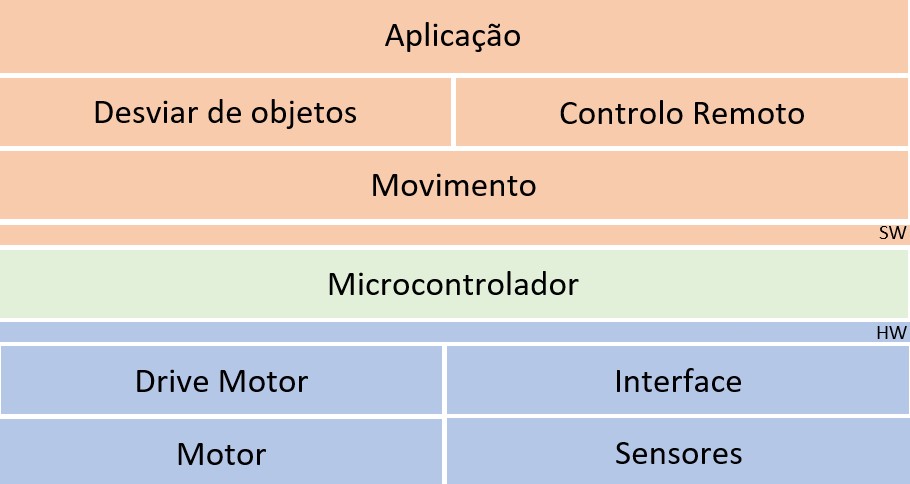 Aplicação
Desviar de objetos
Controlo Remoto
Movimento
SW
Microcontrolador
HW
Drive Motor
Interface
Motor
Sensores